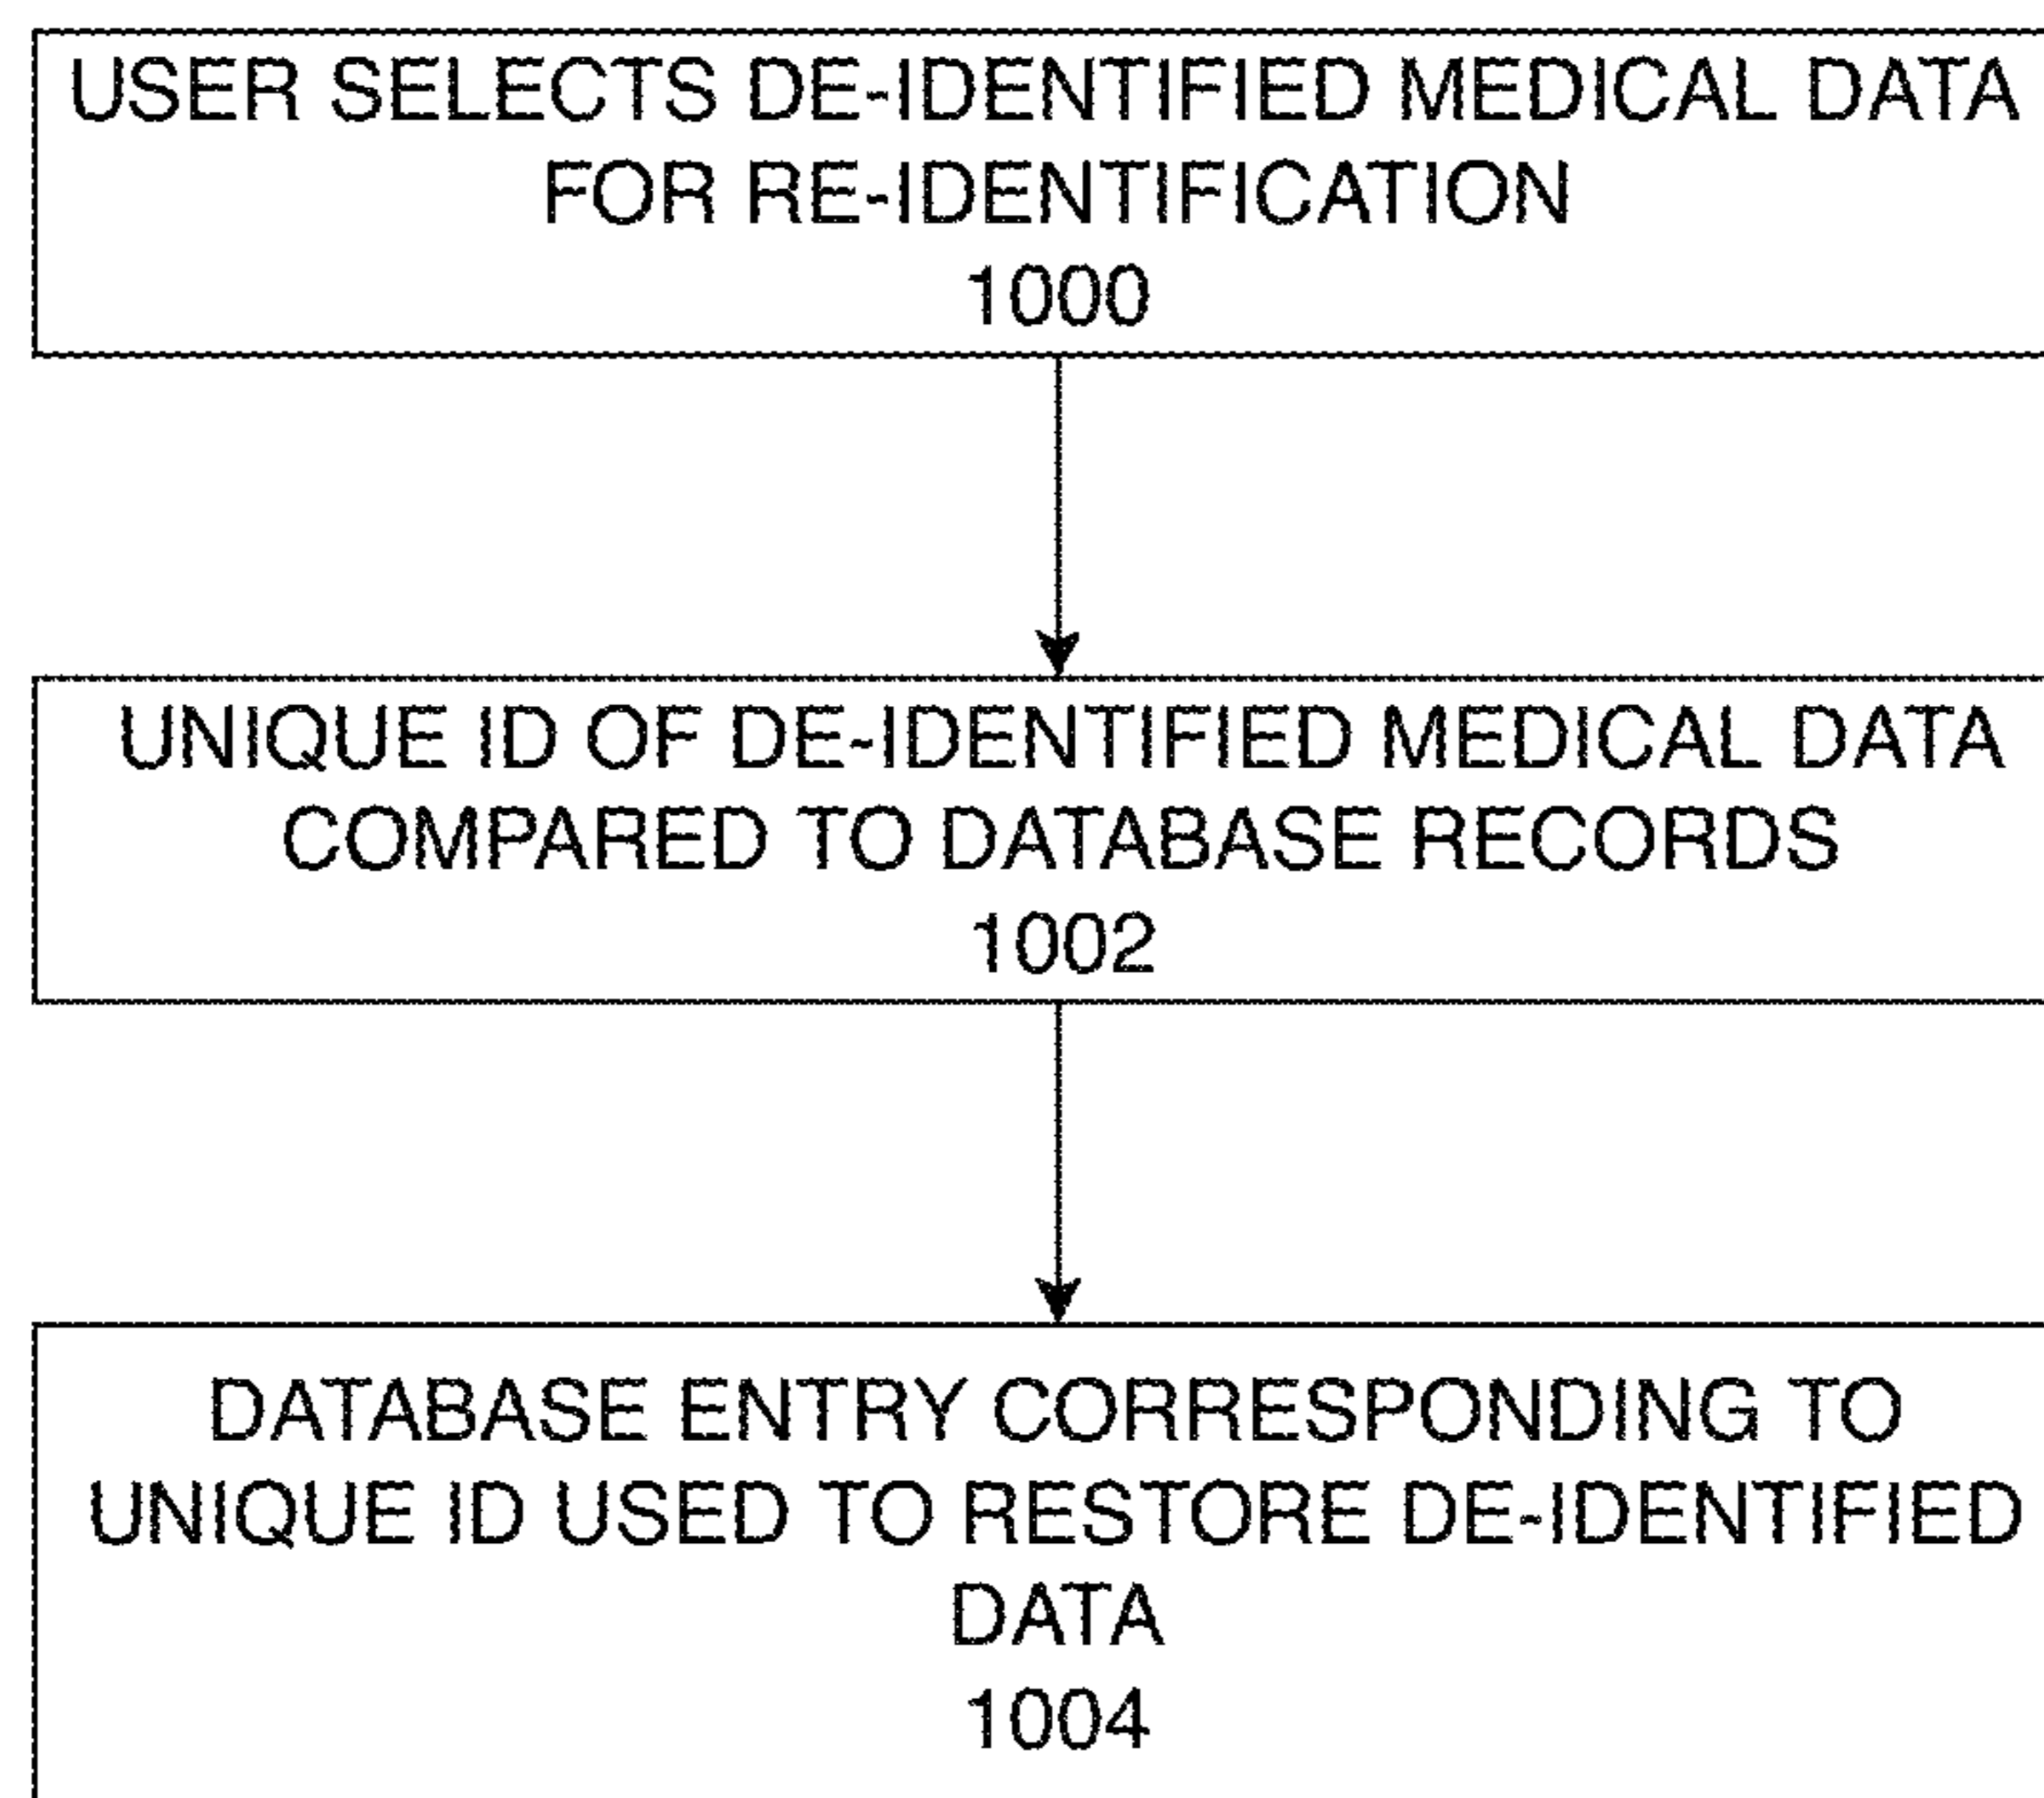 USER SELECTS DE-IDENTIFIED MEDICAL DATA
FOR RE-IDENTIFICATION
1000
UNIQUE ID OF DE-IDENTIFIED MEDICAL DATA
COMPARED TO DATABASE RECORDS
1002
DATABASE ENTRY CORRESPONDING TO
UNIQUE ID USED TO RESTORE DE-IDENTIFIED
DATA
1004